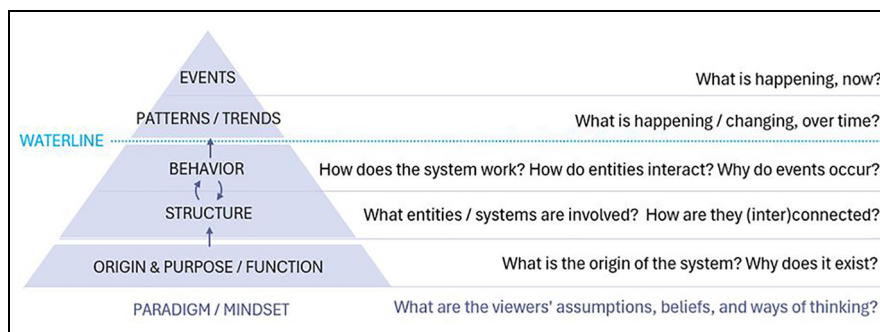 EVENTS What is happening, now?
PATTERNS / TRENDS What is happening / changing, over time?
WATERLINE
BEHAVIOR How does the system work? How do entities interact? Why do events occur?
STRUCTURE What entities / systems are involved? How are they (inter)connected?
ORIGIN & PURPOSE / FUNCTION What is the origin of the system? Why does it exist?
PARADIGM / MINDSET What are the viewers' assumptions, beliefs, and ways of thinking?